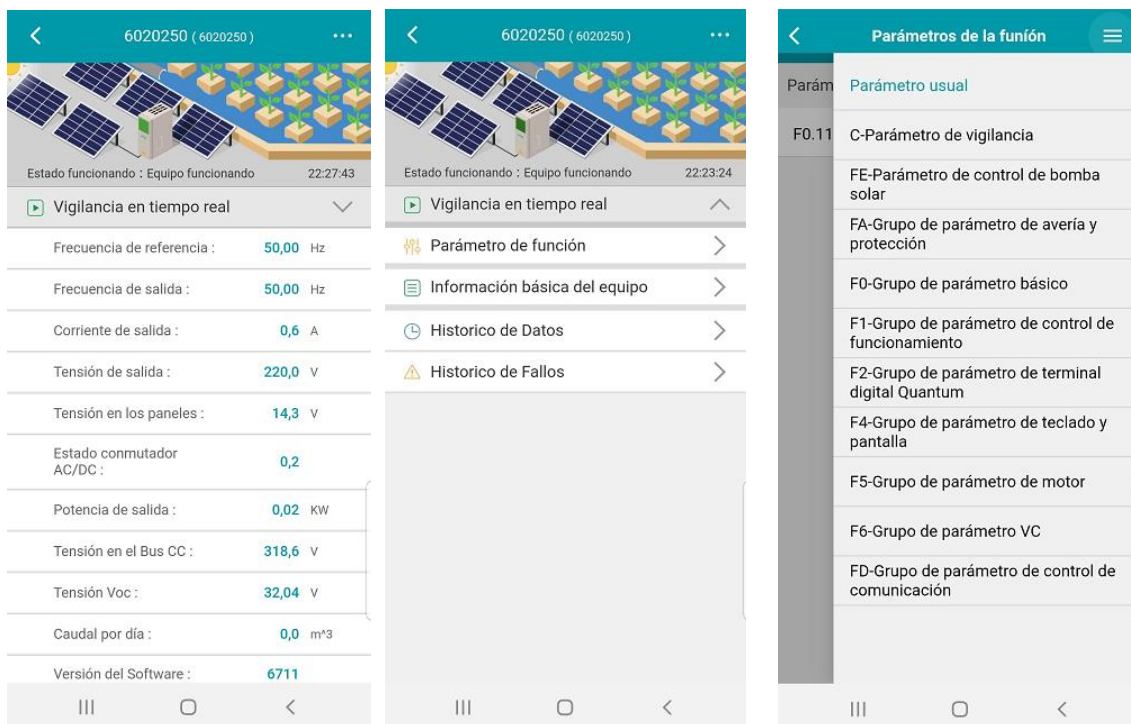 6020250 ( 6020250 )
Estado funcionando : Equipo funcionando 22:27:43
Vigilancia en tiempo real
Frecuencia de referencia : 50,00 Hz
Frecuencia de salida : 50,00 Hz
Corriente de salida : 0,6 A
Tensión de salida : 220,0 V
Tensión en los paneles : 14,3 V
Estado conmutador
AC/DC : 0,2
Potencia de salida : 0,02 KW
Tensión en el Bus CC : 318,6 V
Tensión Voc : 32,04 V
Caudal por día : 0,0 m^3
Versión del Software : 6711
6020250 ( 6020250 )
Estado funcionando : Equipo funcionando 22:23:24
Vigilancia en tiempo real
Parámetro de función
Información básica del equipo
Historico de Datos
Historico de Fallos
Parámetros de la funíón
Parám
F0.11
Parámetro usual
C-Parámetro de vigilancia
FE-Parámetro de control de bomba
solar
FA-Grupo de parámetro de avería y
protección
F0-Grupo de parámetro básico
F1-Grupo de parámetro de control de
funcionamiento
F2-Grupo de parámetro de terminal
digital Quantum
F4-Grupo de parámetro de teclado y
pantalla
F5-Grupo de parámetro de motor
F6-Grupo de parámetro VC
FD-Grupo de parámetro de control de
comunicación